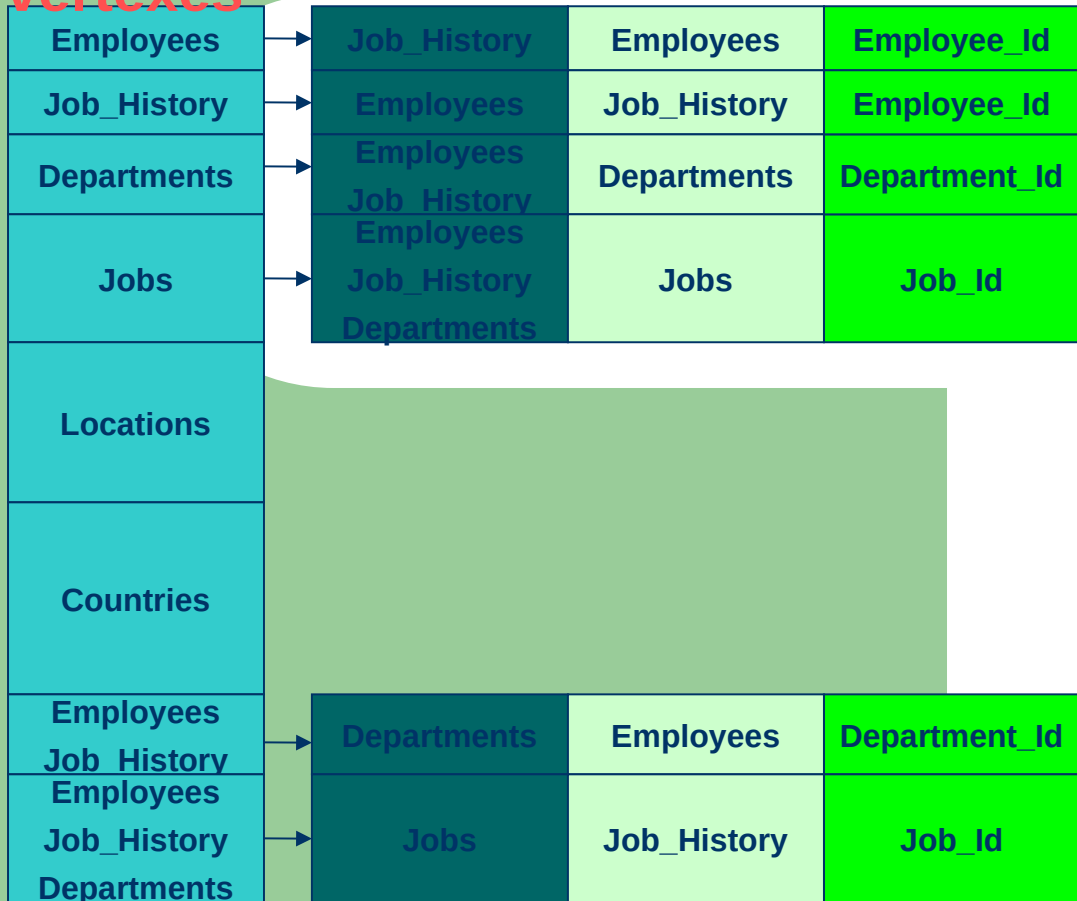 Vertexes
Employees Job_History Employees Employee_Id
Job_History Employees Job_History Employee_Id
Departments Employees
Job_History Departments Department_Id
Jobs Employees
Job_History
Departments Jobs Job_Id
Locations
Countries
Employees
Job_History Departments Employees Department_Id
Employees
Job_History
Departments Jobs Job_History Job_Id